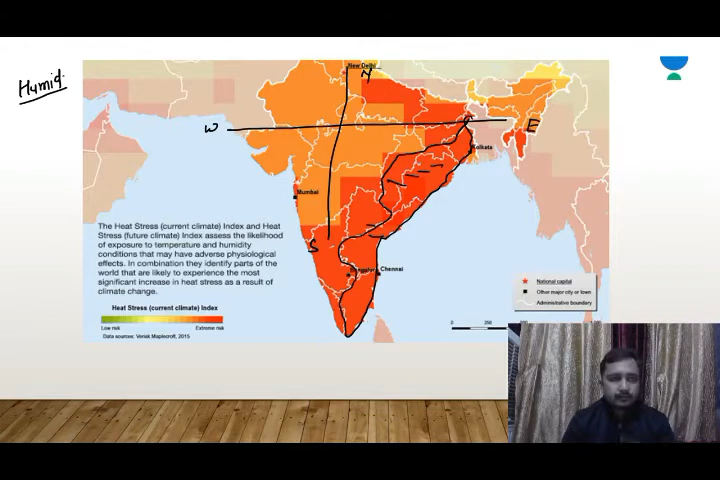 Humid.
New Delhi
N
W
E
Kolkata
Mumbai
S
Chennai
The Heat Stress (current climate) Index and Heat
Stress (future climate) Index assess the likelihood
of exposure to temperature and humidity
conditions that may have adverse physiological
effects. In combination they identify parts of the
world that are likely to experience the most
significant increase in heat stress as a result of
climate change.
Heat Stress (current climate) Index
Low risk
Extreme risk
Data sources: Verisk Maplecroft, 2015
National capital
Other major city or town
Administrative boundary
0
250